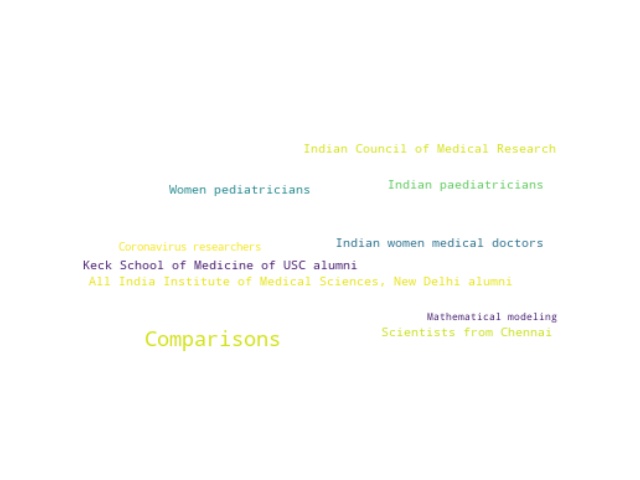 Indian Council of Medical Research
Indian paediatricians
Women pediatricians
Indian women medical doctors
Coronavirus researchers
Keck School of Medicine of USC alumni
All India Institute of Medical Sciences, New Delhi alumni
Mathematical modeling
Scientists from Chennai
Comparisons